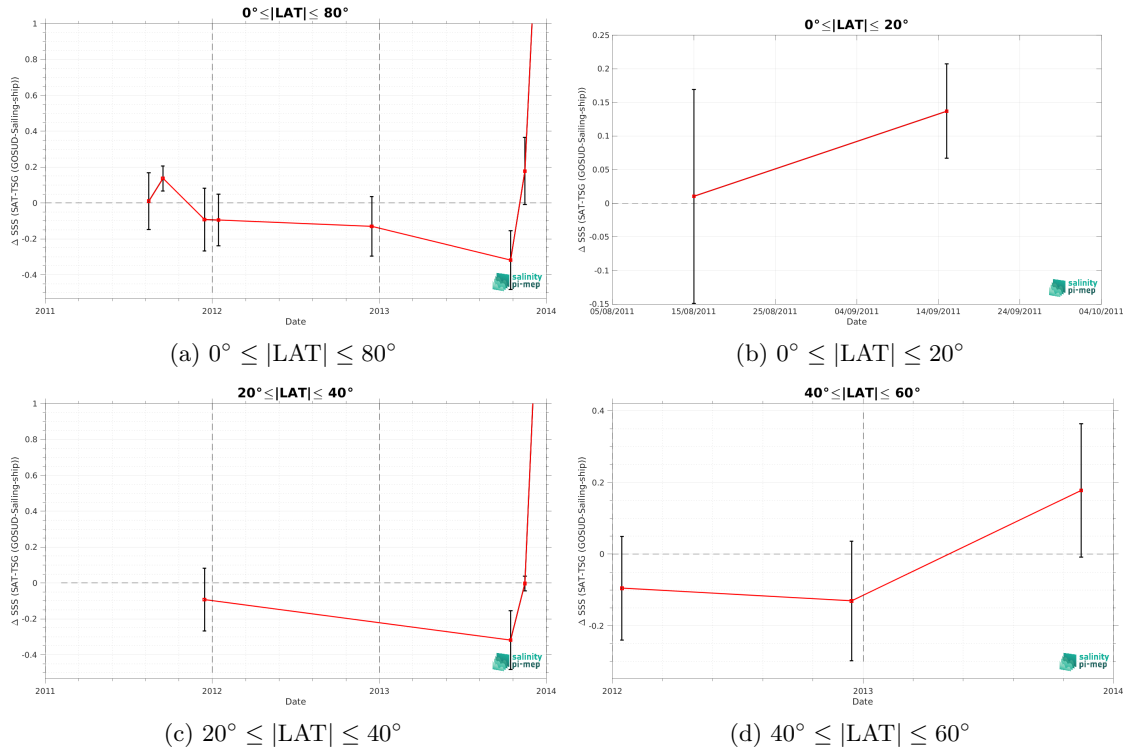 0°≤|LAT|≤ 80°
Δ SSS (SAT-TSG (GOSUD-Sailing-ship))
1
0.8
0.6
0.4
0.2
0
-0.2
-0.4
salinity
pi-mep
2011 2012 2013 2014
Date
(a) 0° ≤ |LAT| ≤ 80°
0°≤|LAT|≤ 20°
Δ SSS (SAT-TSG (GOSUD-Sailing-ship))
0.25
0.2
0.15
0.1
0.05
0
-0.05
-0.1
-0.15
salinity
pi-mep
05/08/2011 15/08/2011 25/08/2011 04/09/2011 14/09/2011 24/09/2011 04/10/2011
Date
(b) 0° ≤ |LAT| ≤ 20°
20°≤|LAT|≤ 40°
Δ SSS (SAT-TSG (GOSUD-Sailing-ship))
1
0.8
0.6
0.4
0.2
0
-0.2
-0.4
salinity
pi-mep
2011 2012 2013 2014
Date
(c) 20° ≤ |LAT| ≤ 40°
40°≤|LAT|≤ 60°
Δ SSS (SAT-TSG (GOSUD-Sailing-ship))
0.4
0.2
0
-0.2
salinity
pi-mep
2012 2013 2014
Date
(d) 40° ≤ |LAT| ≤ 60°